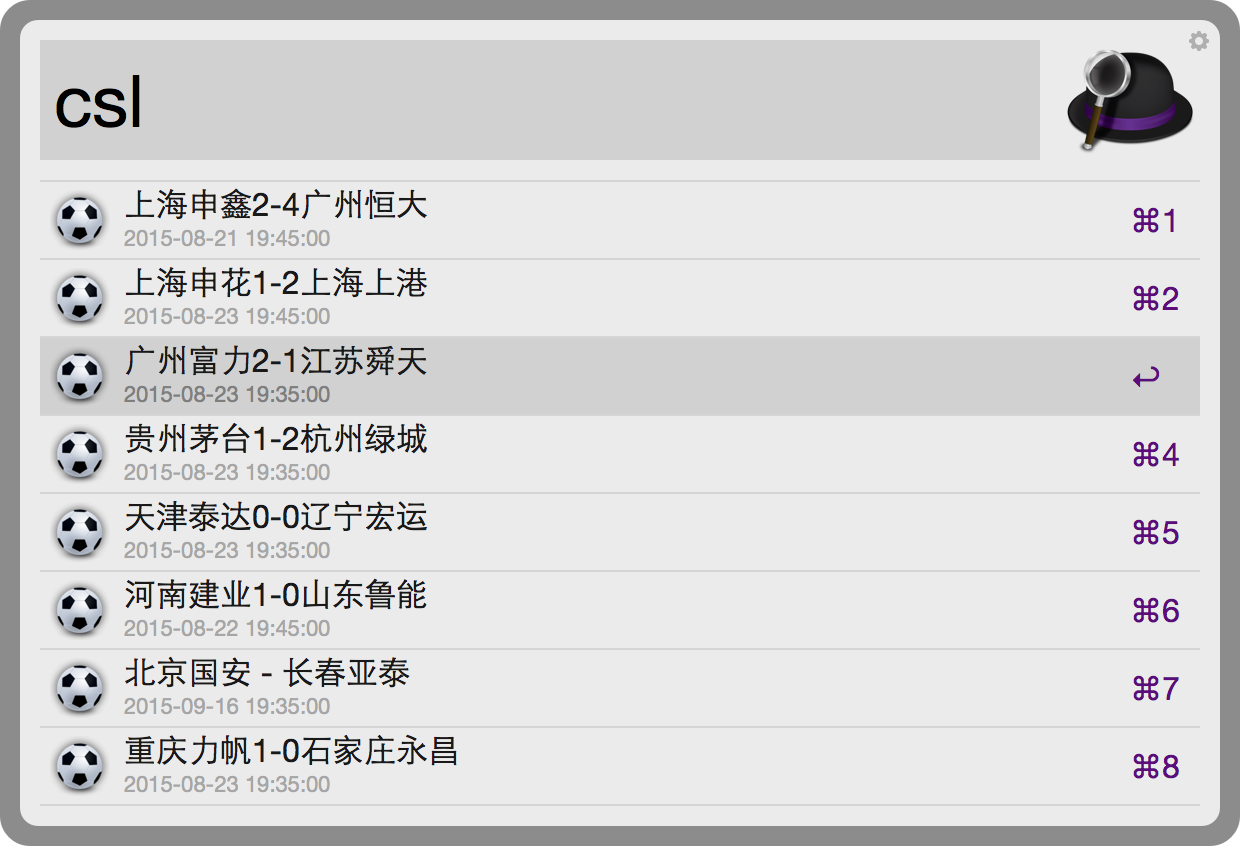 csl
上海申鑫2-4广州恒大
2015-08-21 19:45:00
⌘1
上海申花1-2上海上港
2015-08-23 19:45:00
⌘2
广州富力2-1江苏舜天
2015-08-23 19:35:00
↩
贵州茅台1-2杭州绿城
2015-08-23 19:35:00
⌘4
天津泰达0-0辽宁宏运
2015-08-23 19:35:00
⌘5
河南建业1-0山东鲁能
2015-08-22 19:45:00
⌘6
北京国安 - 长春亚泰
2015-09-16 19:35:00
⌘7
重庆力帆1-0石家庄永昌
2015-08-23 19:35:00
⌘8